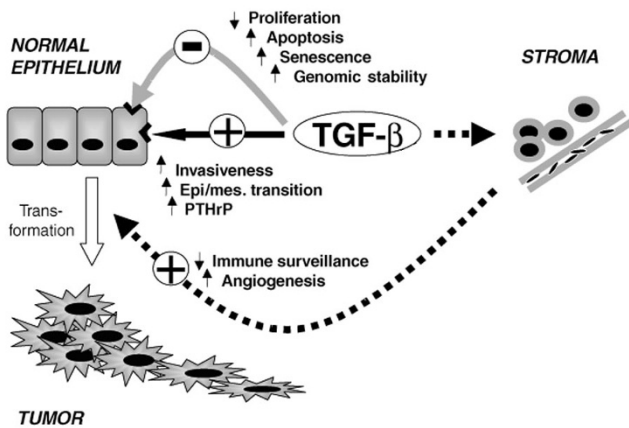 NORMAL
EPITHELIUM
↓ Proliferation
↑ Apoptosis
↑ Senescence
↑ Genomic stability
STROMA
−
+
TGF-β
↑ Invasiveness
↑ Epi/mes. transition
↑ PTHrP
Trans-
formation
+
↓ Immune surveillance
↑ Angiogenesis
TUMOR